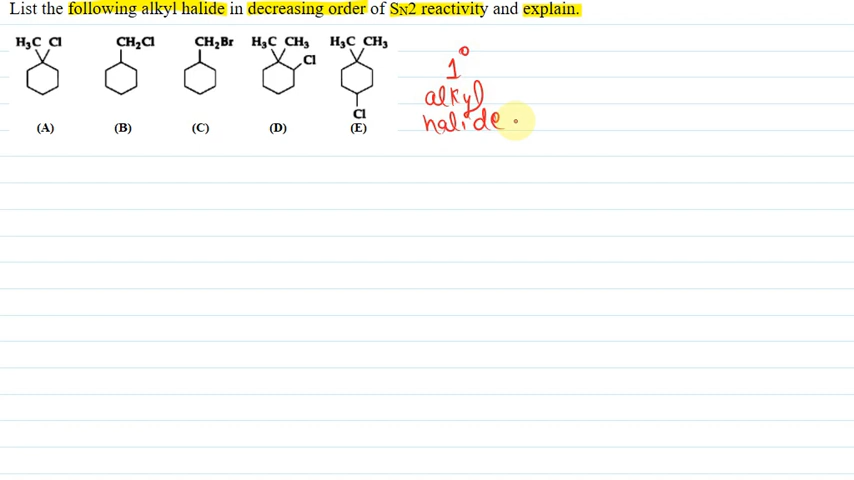 List the following alkyl halide in decreasing order of SN2 reactivity and explain.
H3C Cl CH2Cl CH2Br H3C CH3 H3C CH3
Cl
Cl
(A) (B) (C) (D) (E)
1°
alkyl
halide